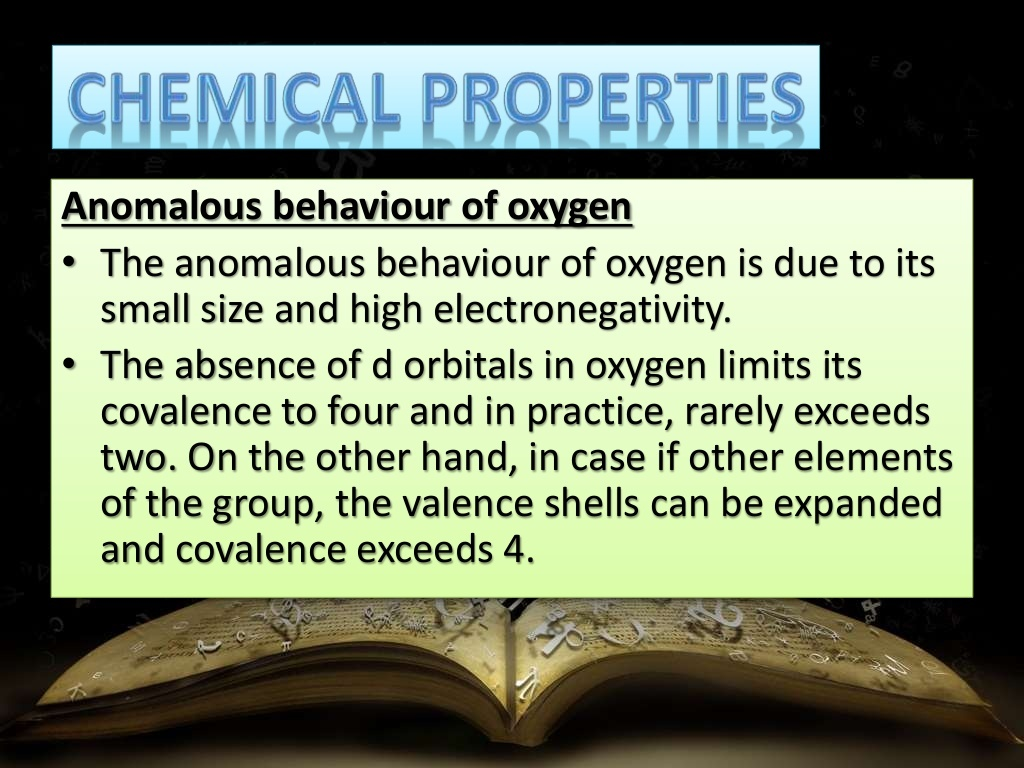 CHEMICAL PROPERTIES
Anomalous behaviour of oxygen
• The anomalous behaviour of oxygen is due to its
small size and high electronegativity.
• The absence of d orbitals in oxygen limits its
covalence to four and in practice, rarely exceeds
two. On the other hand, in case if other elements
of the group, the valence shells can be expanded
and covalence exceeds 4.